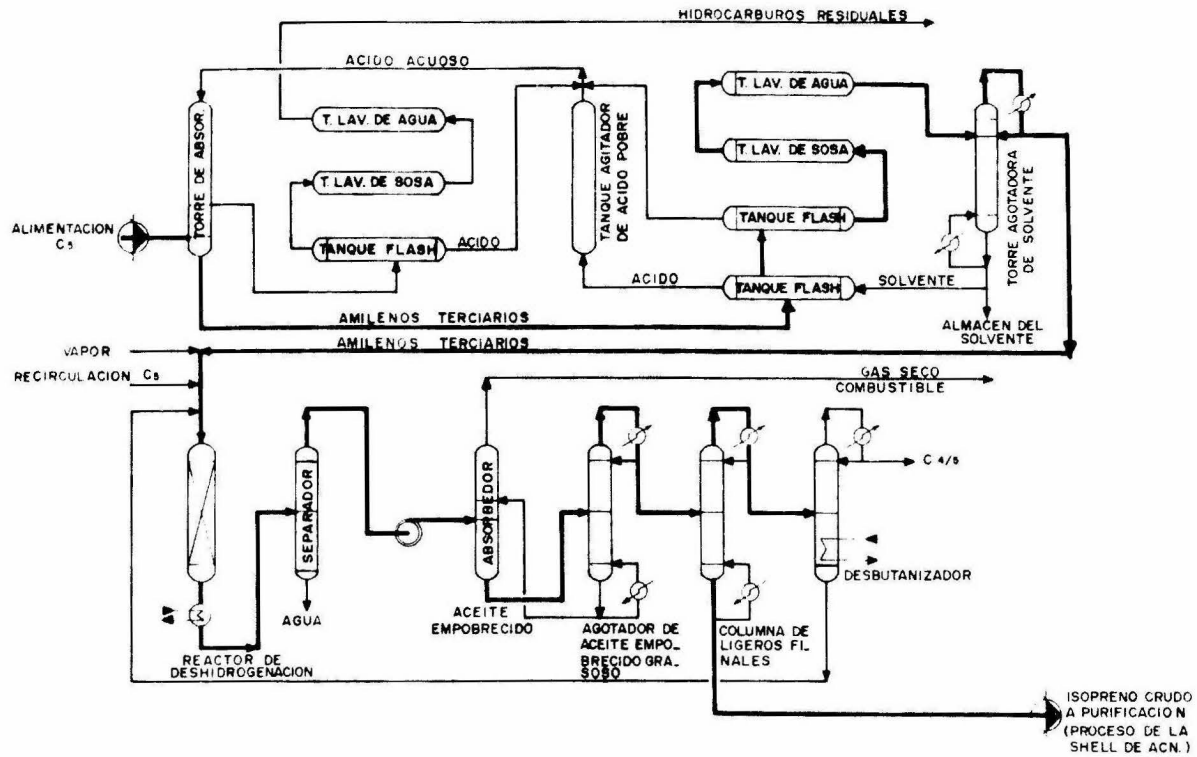 HIDROCARBUROS RESIDUALES
ACIDO ACUOSO
TORRE DE ABSOR.
T. LAV. DE AGUA
T. LAV. DE SOSA
TANQUE FLASH
ACIDO
ALIMENTACION
C5
TANQUE AGITADOR
DE ACIDO POBRE
T. LAV. DE AGUA
T. LAV. DE SOSA
TANQUE FLASH
TANQUE FLASH
ACIDO
SOLVENTE
TORRE AGOTADORA
DE SOLVENTE
ALMACEN DEL
SOLVENTE
AMILENOS TERCIARIOS
AMILENOS TERCIARIOS
VAPOR
RECIRCULACION C5
GAS SECO
COMBUSTIBLE
SEPARADOR
ABSORBEDOR
C 4/5
DESBUTANIZADOR
AGUA
ACEITE
EMPOBRECIDO
REACTOR DE
DESHIDROGENACION
AGOTADOR DE
ACEITE EMPO_
BRECIDO GRA_
SOSO
COLUMNA DE
LIGEROS FI_
NALES
ISOPRENO CRUDO
A PURIFICACION
(PROCESO DE LA
SHELL DE ACN.)